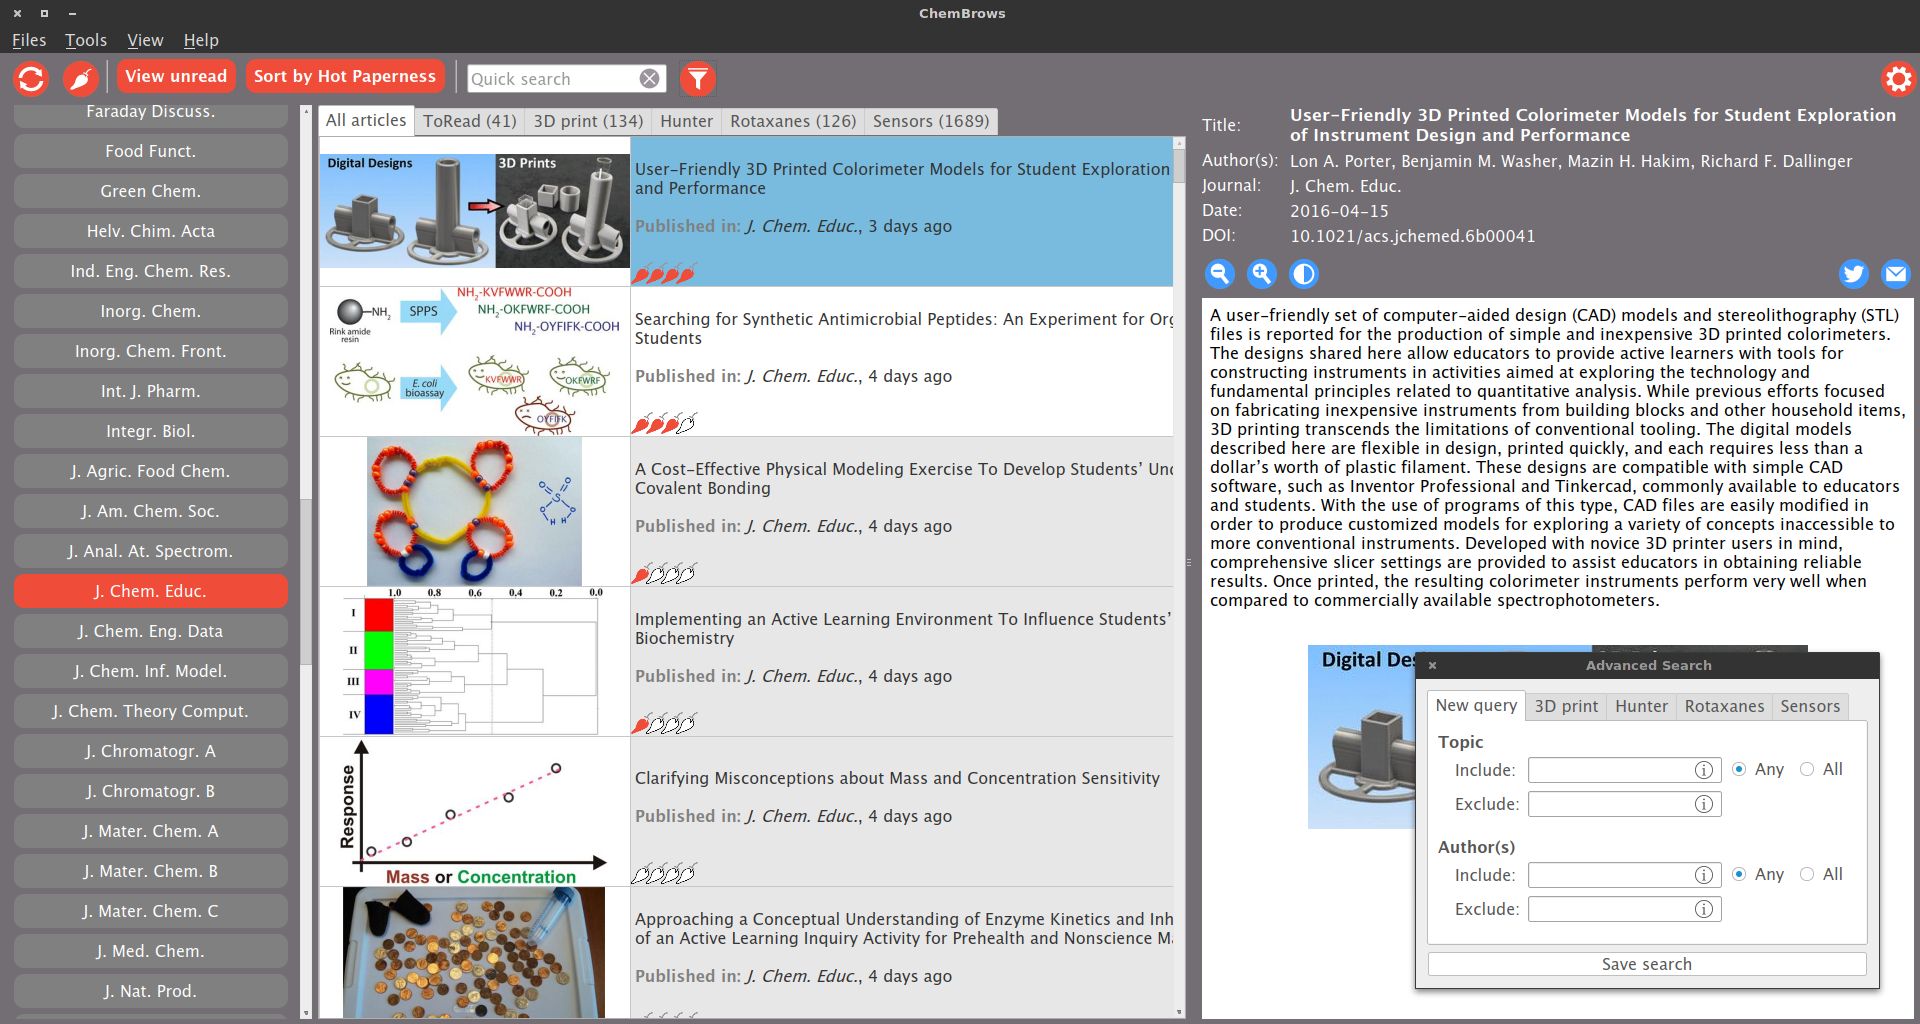 ChemBrows
Files Tools View Help
View unread
Sort by Hot Paperness
Quick search
Faraday Discuss.
Food Funct.
Green Chem.
Helv. Chim. Acta
Ind. Eng. Chem. Res.
Inorg. Chem.
Inorg. Chem. Front.
Int. J. Pharm.
Integr. Biol.
J. Agric. Food Chem.
J. Am. Chem. Soc.
J. Anal. At. Spectrom.
J. Chem. Educ.
J. Chem. Eng. Data
J. Chem. Inf. Model.
J. Chem. Theory Comput.
J. Chromatogr. A
J. Chromatogr. B
J. Mater. Chem. A
J. Mater. Chem. B
J. Mater. Chem. C
J. Med. Chem.
J. Nat. Prod.
All articles ToRead (41) 3D print (134) Hunter Rotaxanes (126) Sensors (1689)
Digital Designs 3D Prints
User-Friendly 3D Printed Colorimeter Models for Student Exploration
and Performance
Published in: J. Chem. Educ., 3 days ago
NH2-KVFWWR-COOH
NH2-OKFWRF-COOH
NH2-OYFIFK-COOH
-NH2
SPPS
Rink amide
resin
E. coli
bioassay
KVFWWR
OKFWRF
OYFIFK
Searching for Synthetic Antimicrobial Peptides: An Experiment for Org
Students
Published in: J. Chem. Educ., 4 days ago
O O
S
O O
H H
A Cost-Effective Physical Modeling Exercise To Develop Students' Und
Covalent Bonding
Published in: J. Chem. Educ., 4 days ago
1.0 0.8 0.6 0.4 0.2 0.0
I
II
III
IV
Implementing an Active Learning Environment To Influence Students'
Biochemistry
Published in: J. Chem. Educ., 4 days ago
Response
Mass or Concentration
Clarifying Misconceptions about Mass and Concentration Sensitivity
Published in: J. Chem. Educ., 4 days ago
Approaching a Conceptual Understanding of Enzyme Kinetics and Inh
of an Active Learning Inquiry Activity for Prehealth and Nonscience Ma
Published in: J. Chem. Educ., 4 days ago
Title: User-Friendly 3D Printed Colorimeter Models for Student Exploration
of Instrument Design and Performance
Author(s): Lon A. Porter, Benjamin M. Washer, Mazin H. Hakim, Richard F. Dallinger
Journal: J. Chem. Educ.
Date: 2016-04-15
DOI: 10.1021/acs.jchemed.6b00041
A user-friendly set of computer-aided design (CAD) models and stereolithography (STL)
files is reported for the production of simple and inexpensive 3D printed colorimeters.
The designs shared here allow educators to provide active learners with tools for
constructing instruments in activities aimed at exploring the technology and
fundamental principles related to quantitative analysis. While previous efforts focused
on fabricating inexpensive instruments from building blocks and other household items,
3D printing transcends the limitations of conventional tooling. The digital models
described here are flexible in design, printed quickly, and each requires less than a
dollar's worth of plastic filament. These designs are compatible with simple CAD
software, such as Inventor Professional and Tinkercad, commonly available to educators
and students. With the use of programs of this type, CAD files are easily modified in
order to produce customized models for exploring a variety of concepts inaccessible to
more conventional instruments. Developed with novice 3D printer users in mind,
comprehensive slicer settings are provided to assist educators in obtaining reliable
results. Once printed, the resulting colorimeter instruments perform very well when
compared to commercially available spectrophotometers.
Digital Des
Advanced Search
New query 3D print Hunter Rotaxanes Sensors
Topic
Include: Any All
Exclude:
Author(s)
Include: Any All
Exclude:
Save search